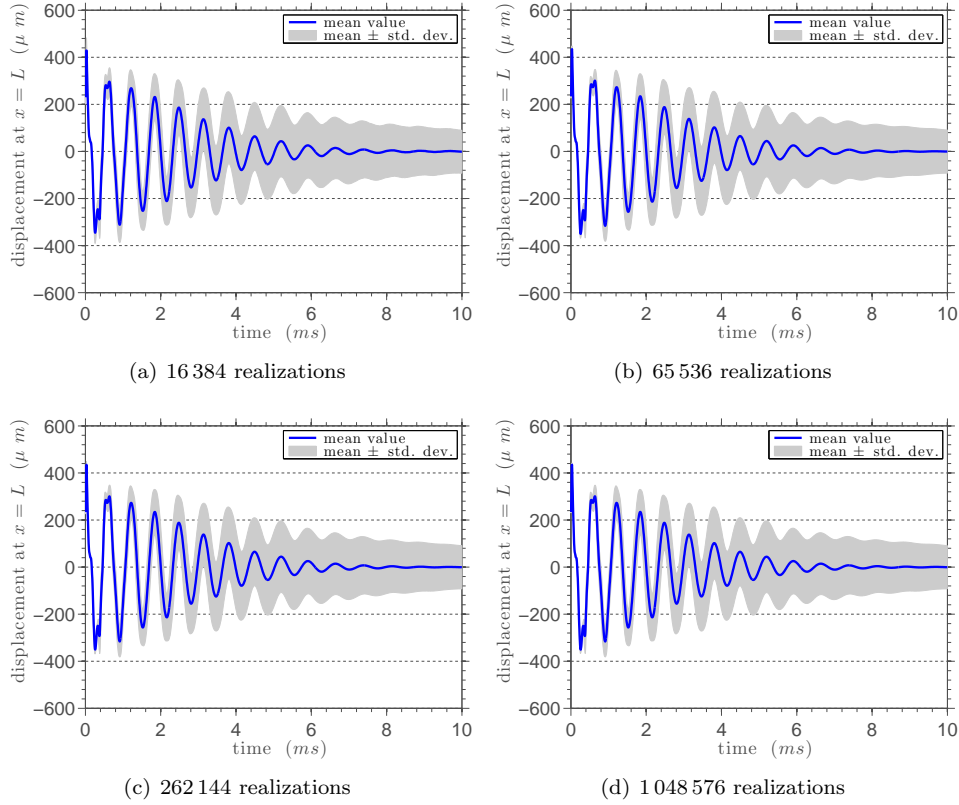 600
400
200
0
−200
−400
−600
displacement at x = L (μ m)
mean value
mean ± std. dev.
0 2 4 6 8 10
time (ms)
(a) 16 384 realizations
600
400
200
0
−200
−400
−600
displacement at x = L (μ m)
mean value
mean ± std. dev.
0 2 4 6 8 10
time (ms)
(b) 65 536 realizations
600
400
200
0
−200
−400
−600
displacement at x = L (μ m)
mean value
mean ± std. dev.
0 2 4 6 8 10
time (ms)
(c) 262 144 realizations
600
400
200
0
−200
−400
−600
displacement at x = L (μ m)
mean value
mean ± std. dev.
0 2 4 6 8 10
time (ms)
(d) 1 048 576 realizations